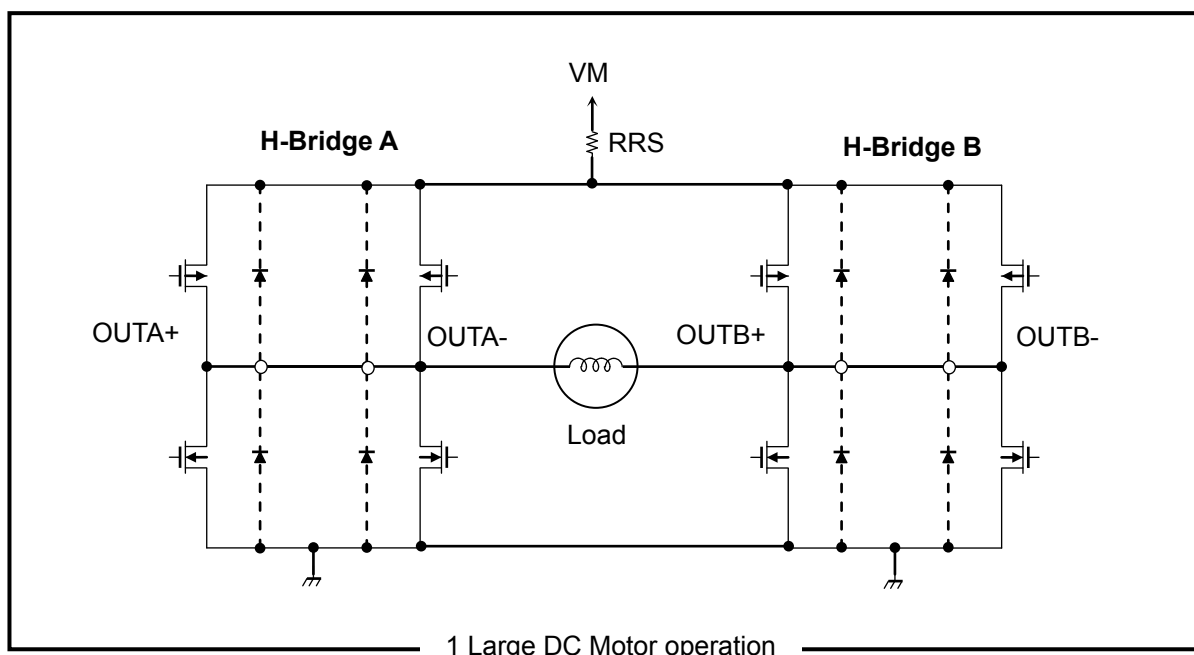 VM
RRS
H-Bridge A
H-Bridge B
OUTA+
OUTA-
OUTB+
OUTB-
Load
1 Large DC Motor operation